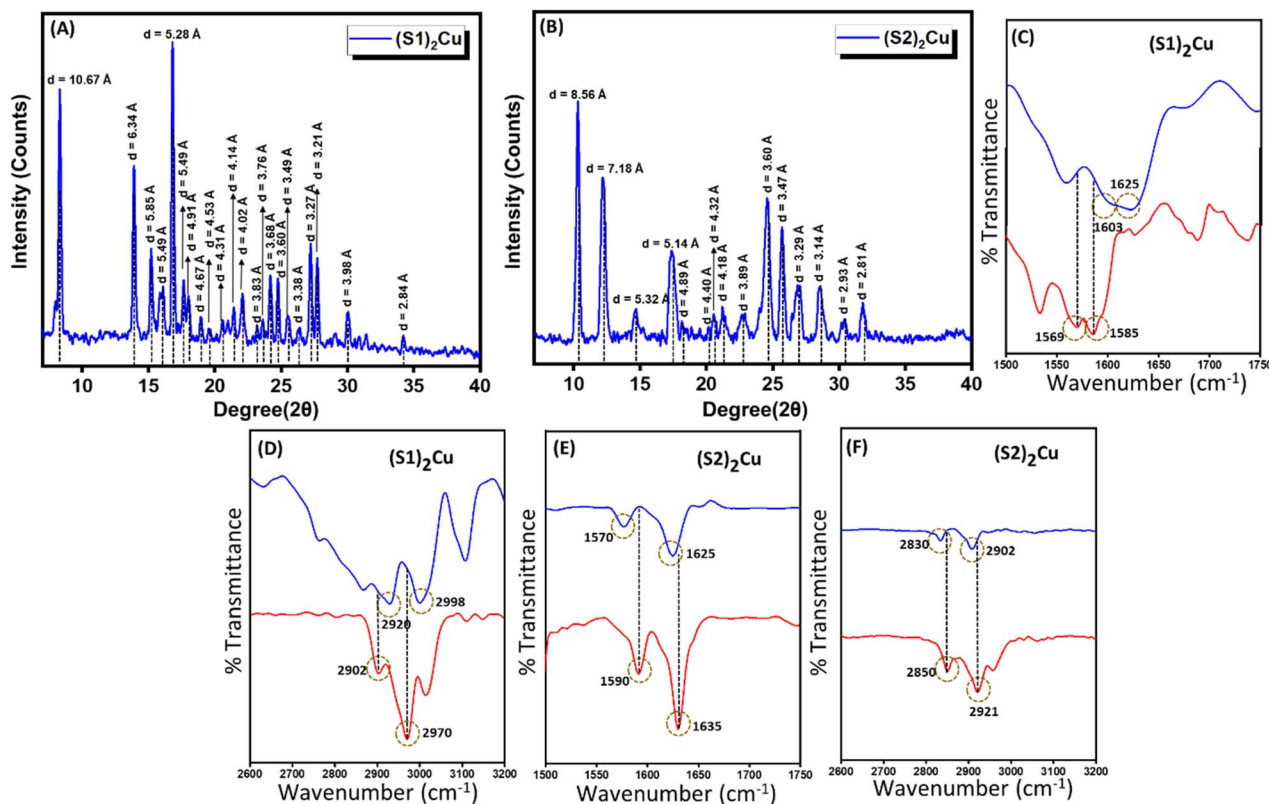 (A)
(S1)2Cu
d = 10.67 Å
d = 6.34 Å
d = 5.85 Å
d = 5.49 Å
d = 5.28 Å
d = 5.49 Å
d = 4.91 Å
d = 4.67 Å
d = 4.53 Å
d = 4.31 Å
d = 4.14 Å
d = 4.02 Å
d = 3.83 Å
d = 3.76 Å
d = 3.68 Å
d = 3.60 Å
d = 3.49 Å
d = 3.38 Å
d = 3.27 Å
d = 3.21 Å
d = 3.98 Å
d = 2.84 Å
Intensity (Counts)
10 20 30 40
Degree(2θ)
(B)
(S2)2Cu
d = 8.56 Å
d = 7.18 Å
d = 5.32 Å
d = 5.14 Å
d = 4.89 Å
d = 4.40 Å
d = 4.32 Å
d = 4.18 Å
d = 3.89 Å
d = 3.60 Å
d = 3.47 Å
d = 3.29 Å
d = 3.14 Å
d = 2.93 Å
d = 2.81 Å
Intensity (Counts)
10 20 30 40
Degree(2θ)
(C)
(S1)2Cu
1625
1603
1569
1585
% Transmittance
1500 1550 1600 1650 1700 1750
Wavenumber (cm-1)
(D)
(S1)2Cu
2920
2998
2902
2970
% Transmittance
2600 2700 2800 2900 3000 3100 3200
Wavenumber (cm-1)
(E)
(S2)2Cu
1570
1625
1590
1635
% Transmittance
1500 1550 1600 1650 1700 1750
Wavenumber (cm-1)
(F)
(S2)2Cu
2830
2902
2850
2921
% Transmittance
2600 2700 2800 2900 3000 3100 3200
Wavenumber (cm-1)